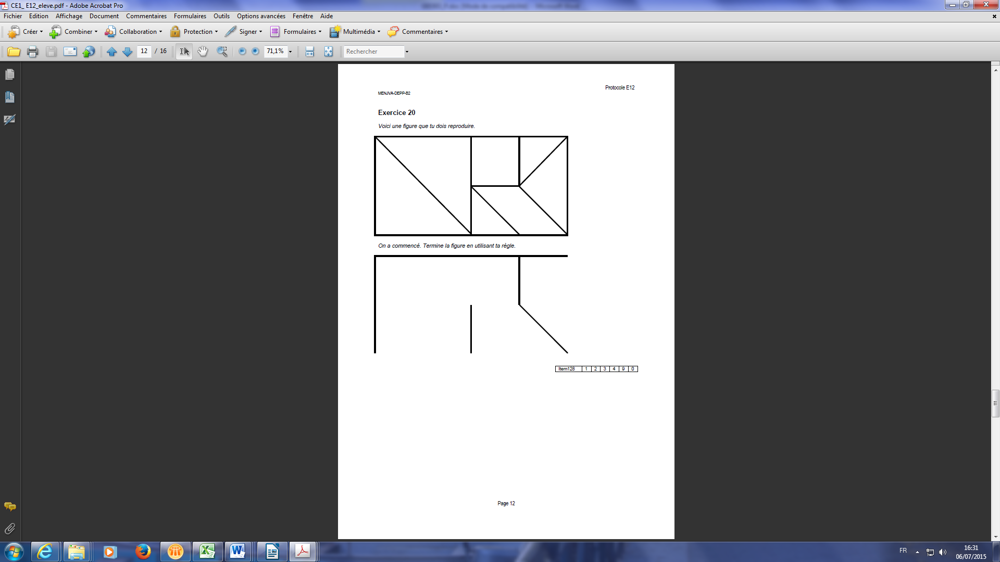 CE1_ E12_eleve.pdf - Adobe Acrobat Pro
Fichier Edition Affichage Document Commentaires Formulaires Outils Options avancées Fenêtre Aide
Créer Combiner Collaboration Protection Signer Formulaires Multimédia Commentaires
12 / 16 71,1% Rechercher
Protocole E12
MENJVA-DEPP-B2
Exercice 20
Voici une figure que tu dois reproduire.
On a commencé. Termine la figure en utilisant ta règle.
Item128 1 2 3 4 9 0
Page 12
FR
16:31
06/07/2015